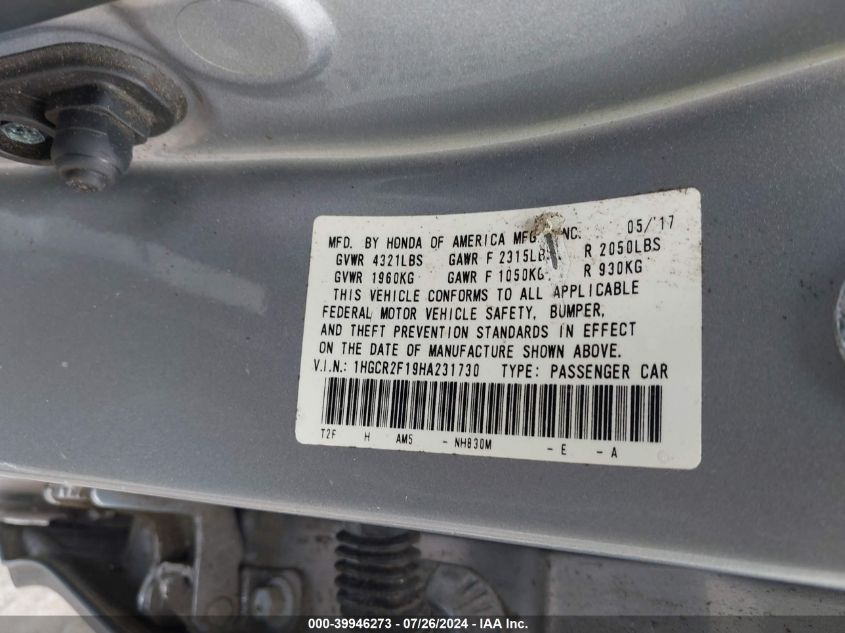 MFD. BY HONDA OF AMERICA MFG INC. 05/'17
GVWR 4321LBS GAWR F 2315LB R 2050LBS
GVWR 1960KG GAWR F 1050KG R 930KG
THIS VEHICLE CONFORMS TO ALL APPLICABLE
FEDERAL MOTOR VEHICLE SAFETY, BUMPER,
AND THEFT PREVENTION STANDARDS IN EFFECT
ON THE DATE OF MANUFACTURE SHOWN ABOVE.
V.I.N.: 1HGCR2F19HA231730 TYPE: PASSENGER CAR
T2F H AM5 - NH830M - E - A
000-39946273 - 07/26/2024 - IAA Inc.